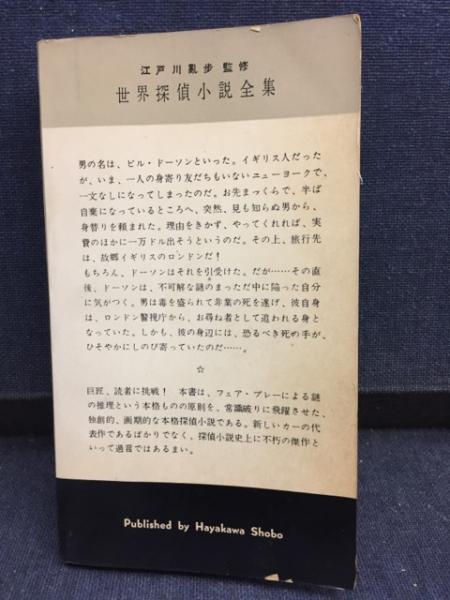 江戸川亂步 監修
世界探偵小説全集
男の名は、ビル・ドーソンといった。イギリス人だった
が、いま、一人の身寄り友だちもいないニューヨークで、
一文なしになってしまったのだ。お先まっくらで、半ば
自棄になっているところへ、突然、見も知らぬ男から、
身替りを頼まれた。理由をきかず、やってくれれば、実
費のほかに一万ドル出そうというのだ。その上、旅行先
は、故郷イギリスのロンドンだ!
もちろん、ドーソンはそれを引受けた。だが……その直
後、ドーソンは、不可解な謎のまっただ中に陥った自分
に気がつく。男は毒を盛られて非業の死を遂げ、彼自身
は、ロンドン警視庁から、お尋ね者として追われる身と
なっていた。しかも、彼の身辺には、恐るべき死の手が、
ひそやかにしのび寄っていたのだ……。
☆
巨匠、読者に挑戦! 本書は、フェア・プレーによる謎
の推理という本格ものの原則を、常識破りに飛躍させた、
独創的、画期的な本格探偵小説である。新しいカーの代
表作であるばかりでなく、探偵小説史上に不朽の傑作と
いって過言ではあるまい。
Published by Hayakawa Shobo